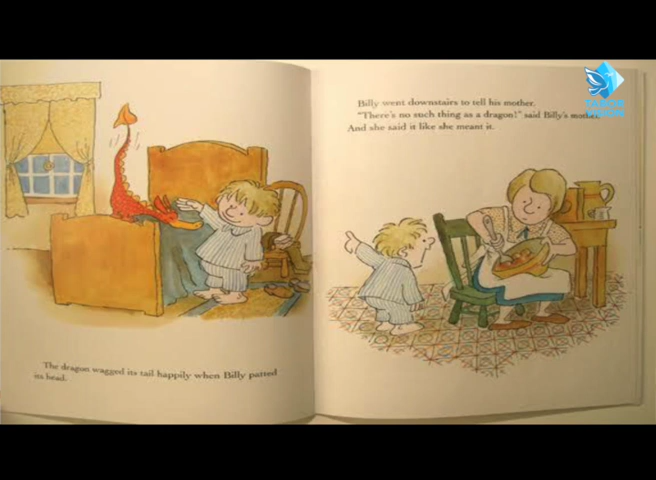 The dragon wagged its tail happily when Billy patted
its head.
Billy went downstairs to tell his mother.
"There's no such thing as a dragon!" said Billy's mother.
And she said it like she meant it.